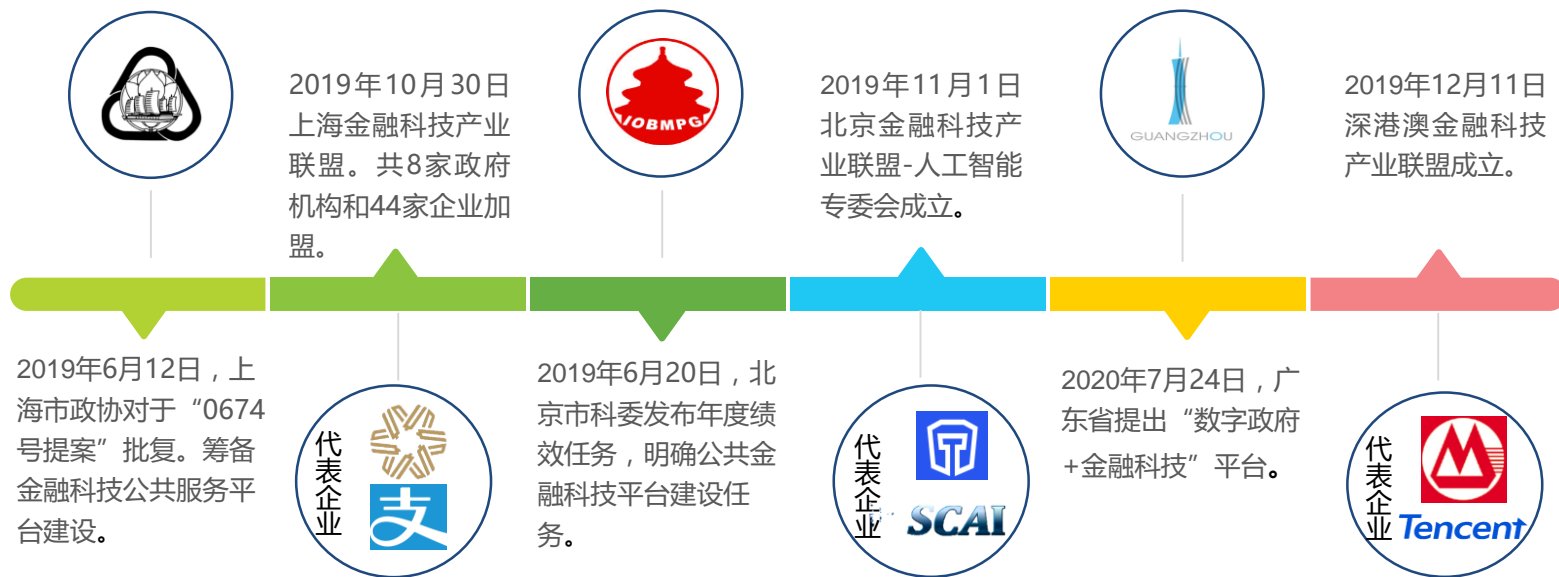 2019年10月30日
上海金融科技产业
联盟。共8家政府
机构和44家企业加
盟。
IOBMPG
2019年11月1日
北京金融科技产
业联盟-人工智能
专委会成立。
GUANGZHOU
2019年12月11日
深港澳金融科技
产业联盟成立。
2019年6月12日，上
海市政协对于“0674
号提案”批复。筹备
金融科技公共服务平
台建设。
代表企业
支
2019年6月20日，北
京市科委发布年度绩
效任务，明确公共金
融科技平台建设任
务。
代表企业
SCAI
2020年7月24日，广
东省提出“数字政府
+金融科技”平台。
代表企业
Tencent